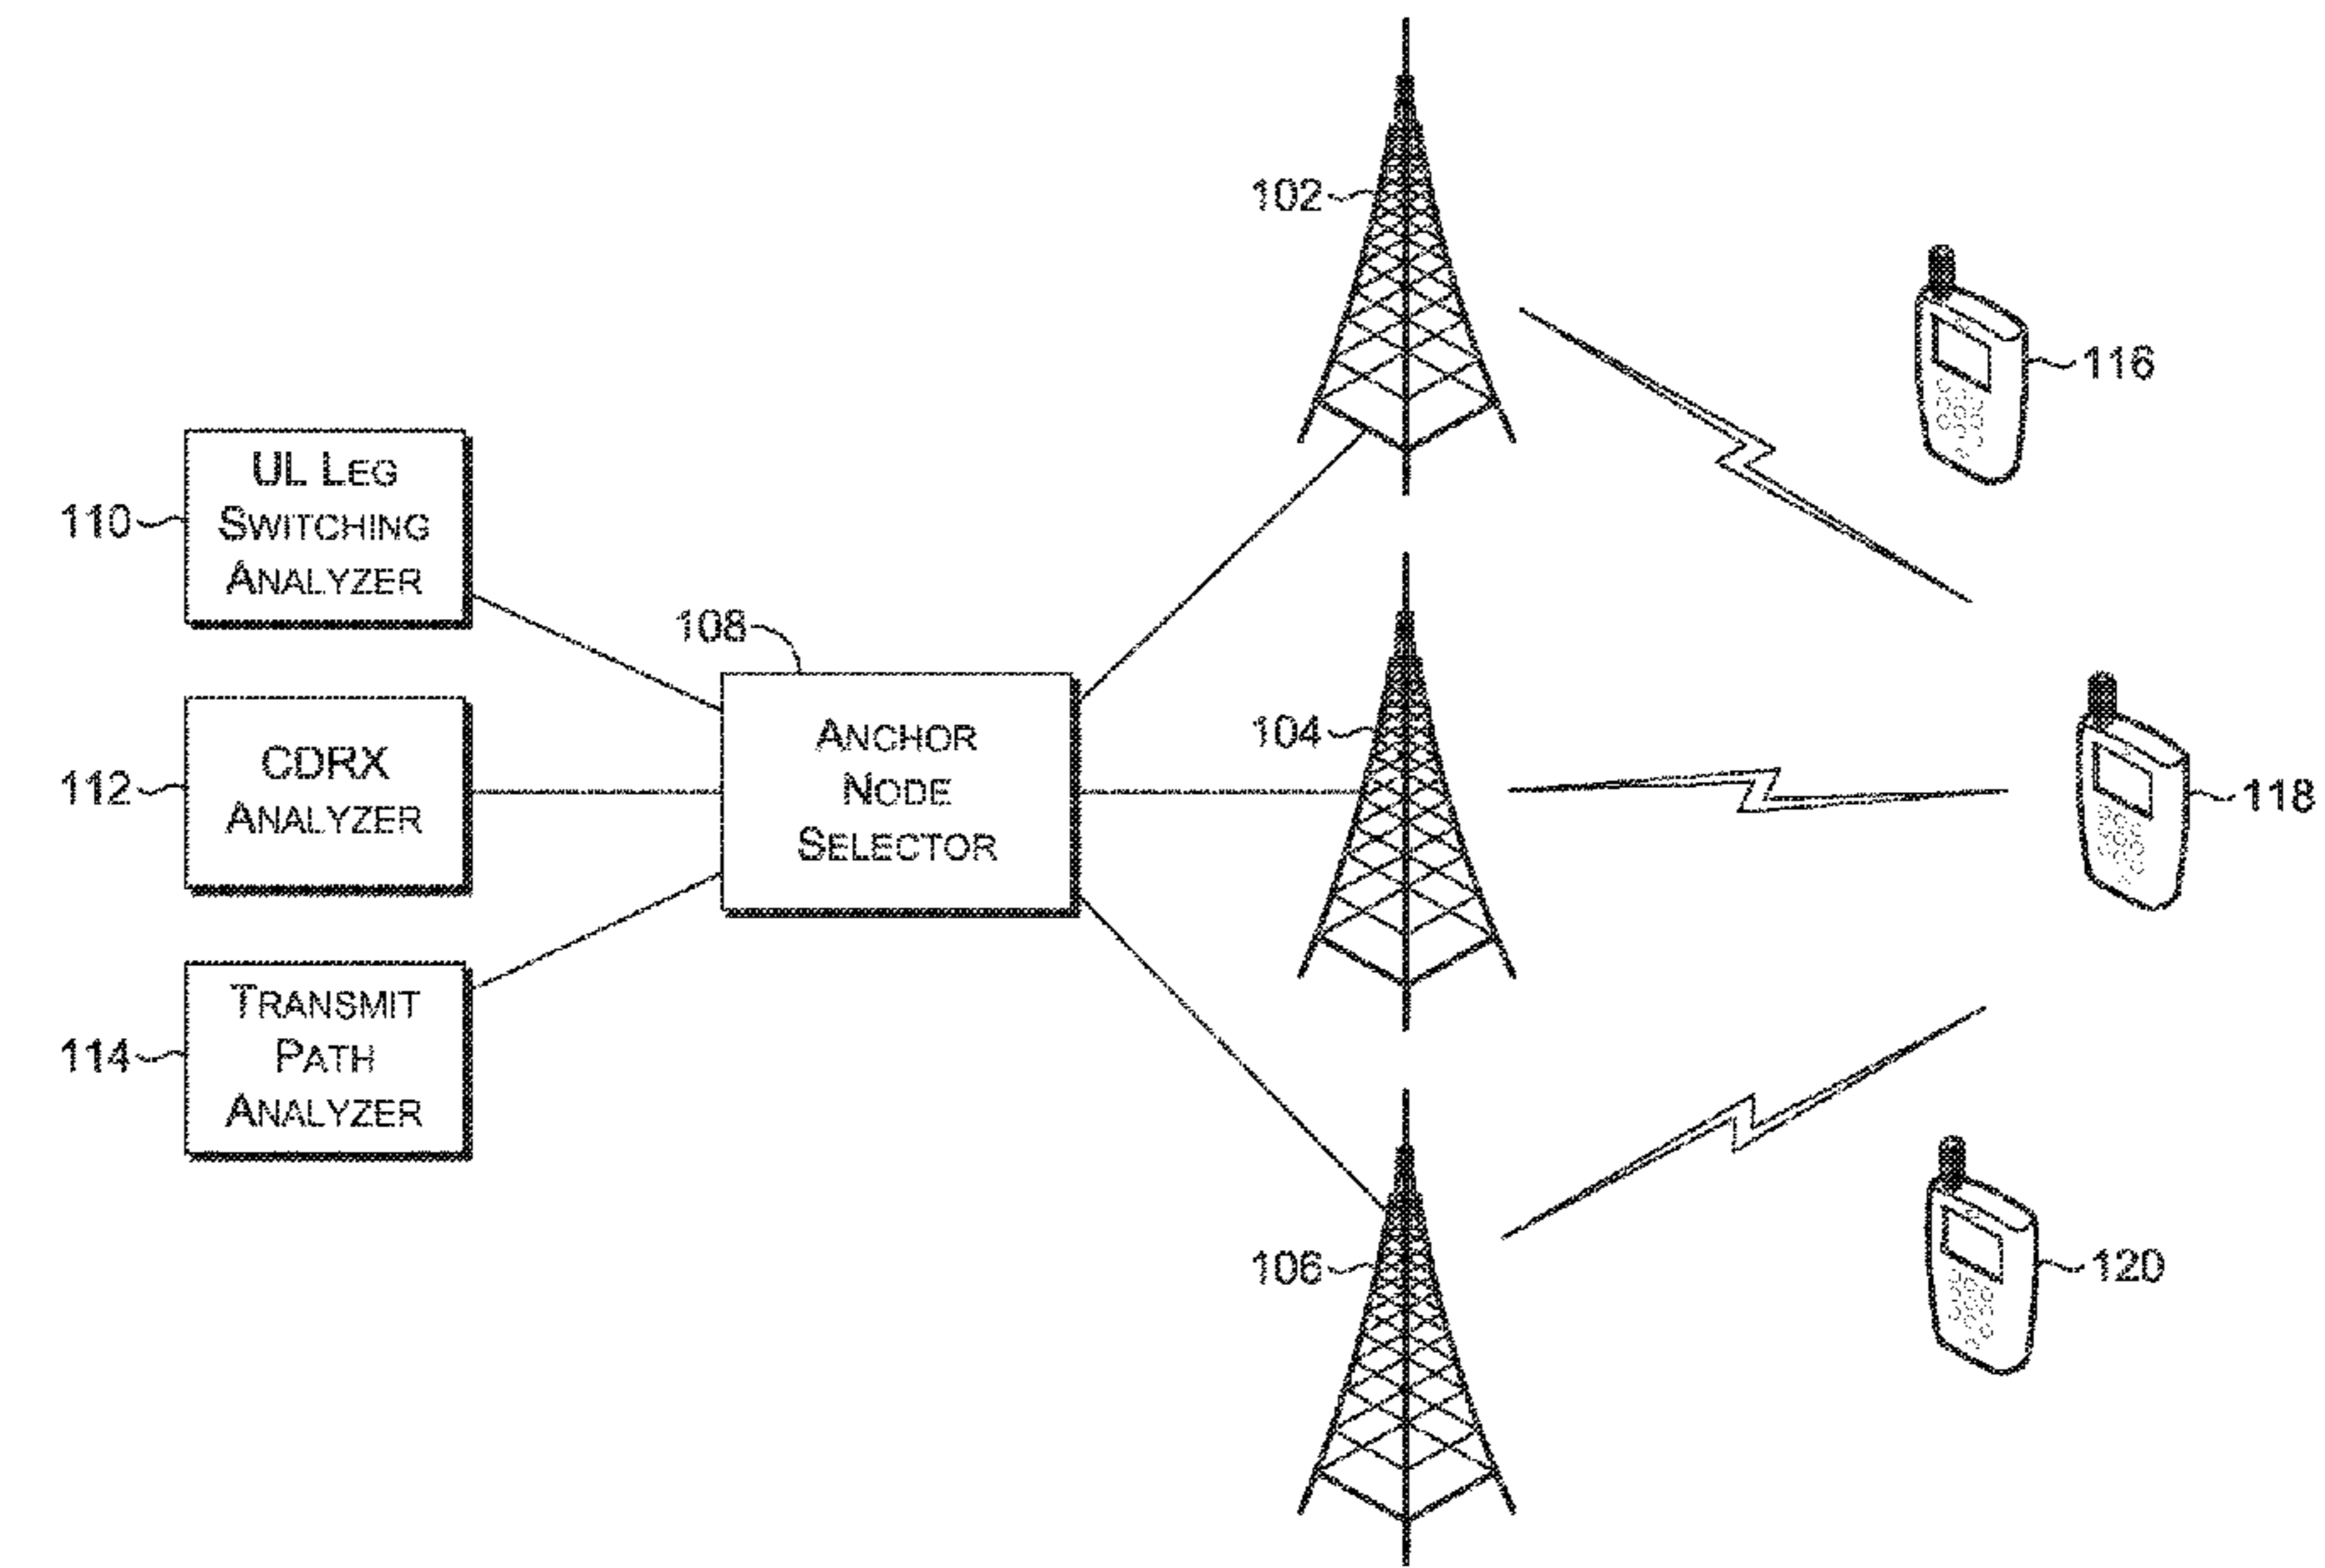 102
116
110
UL LEG
SWITCHING
ANALYZER
108
ANCHOR
NODE
SELECTOR
104
118
112
CDRX
ANALYZER
114
TRANSMIT
PATH
ANALYZER
106
120